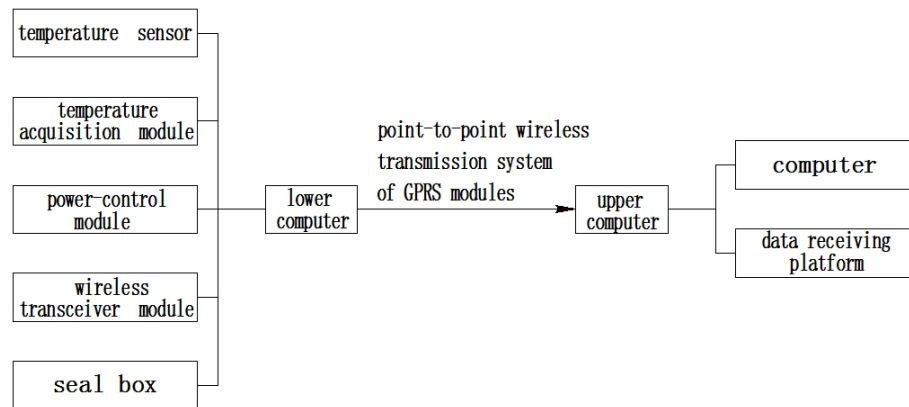 temperature sensor
temperature
acquisition module
power-control
module
wireless
transceiver module
seal box
lower
computer
point-to-point wireless
transmission system
of GPRS modules
upper
computer
computer
data receiving
platform